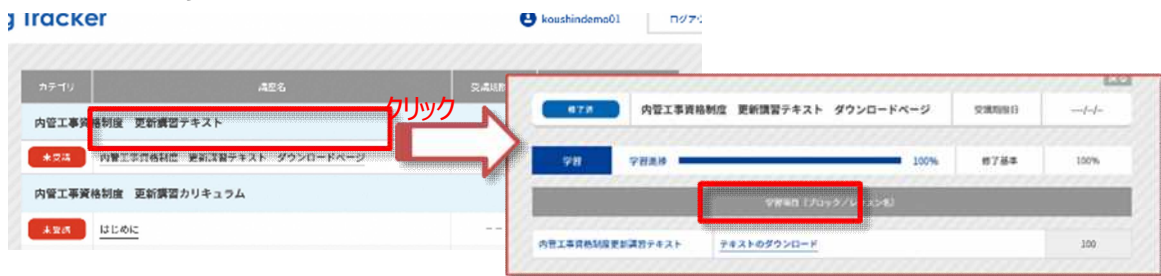 g Tracker
koushindemo01
ログアウ
カテゴリ 講座名 受講期限
内管工事資格制度 更新講習テキスト
未受講 内管工事資格制度 更新講習テキスト ダウンロードページ
内管工事資格制度 更新講習カリキュラム
未受講 はじめに --
クリック
戻る
修了済 内管工事資格制度 更新講習テキスト ダウンロードページ 受講期限日 ---/-/-
学習 学習進捗 100% 修了基準 100%
学習項目（ブロック／レッスン名）
内管工事資格制度更新講習テキスト テキストのダウンロード 100